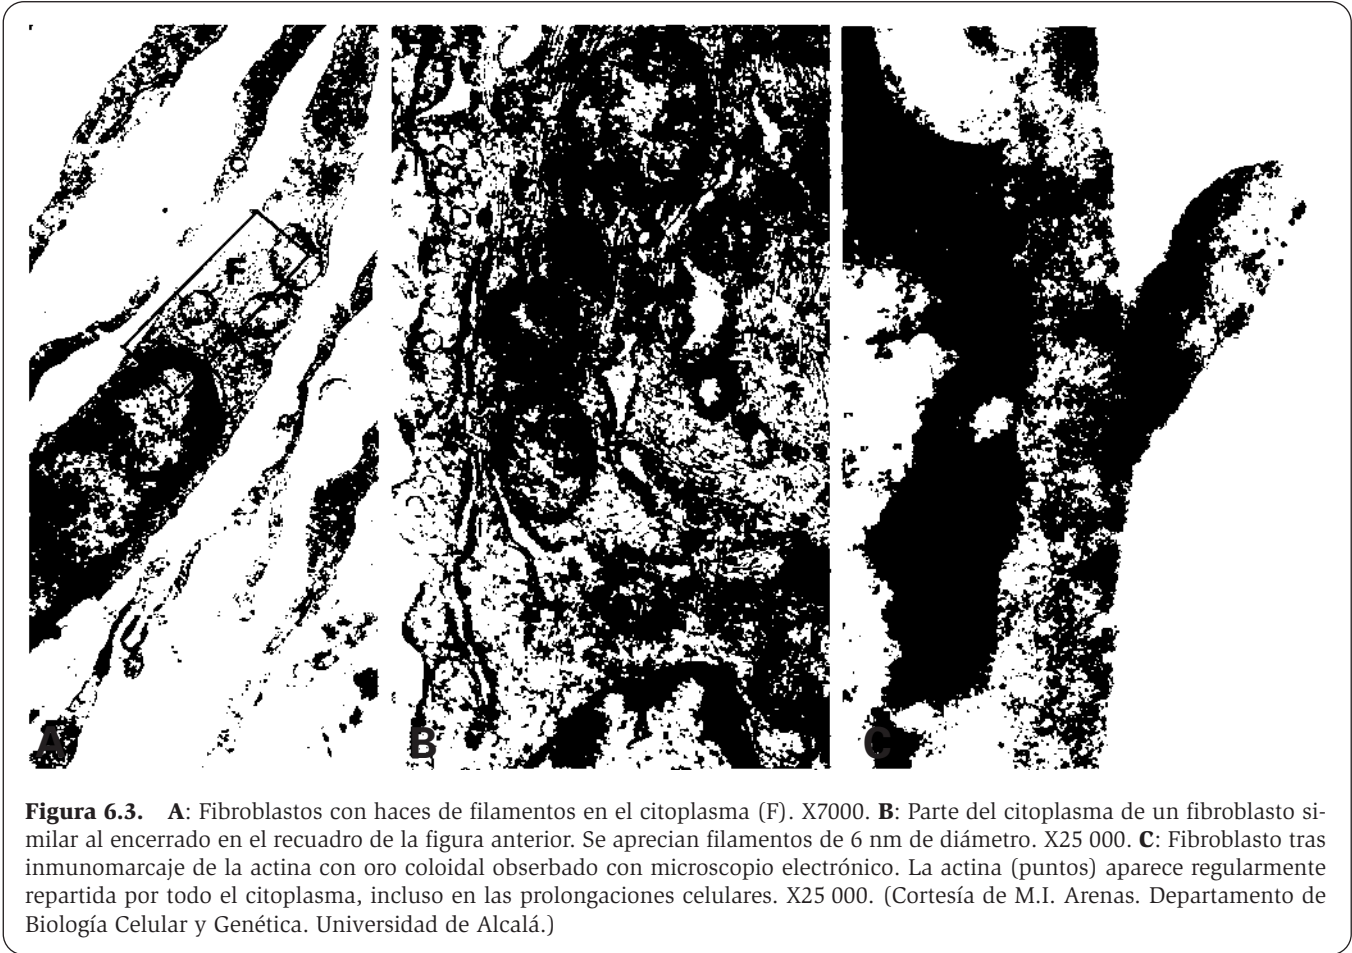 F
A
B
C
Figura 6.3. A: Fibroblastos con haces de filamentos en el citoplasma (F). X7000. B: Parte del citoplasma de un fibroblasto si-
milar al encerrado en el recuadro de la figura anterior. Se aprecian filamentos de 6 nm de diámetro. X25 000. C: Fibroblasto tras
inmunomarcaje de la actina con oro coloidal obserbado con microscopio electrónico. La actina (puntos) aparece regularmente
repartida por todo el citoplasma, incluso en las prolongaciones celulares. X25 000. (Cortesía de M.I. Arenas. Departamento de
Biología Celular y Genética. Universidad de Alcalá.)